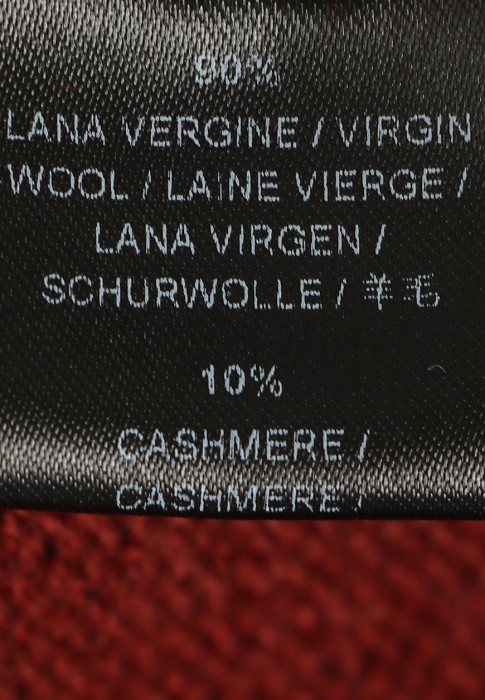 90%
LANA VERGINE / VIRGIN
WOOL / LAINE VIERGE /
LANA VIRGEN /
SCHURWOLLE / 羊毛
10%
CASHMERE /
CASHMERE /